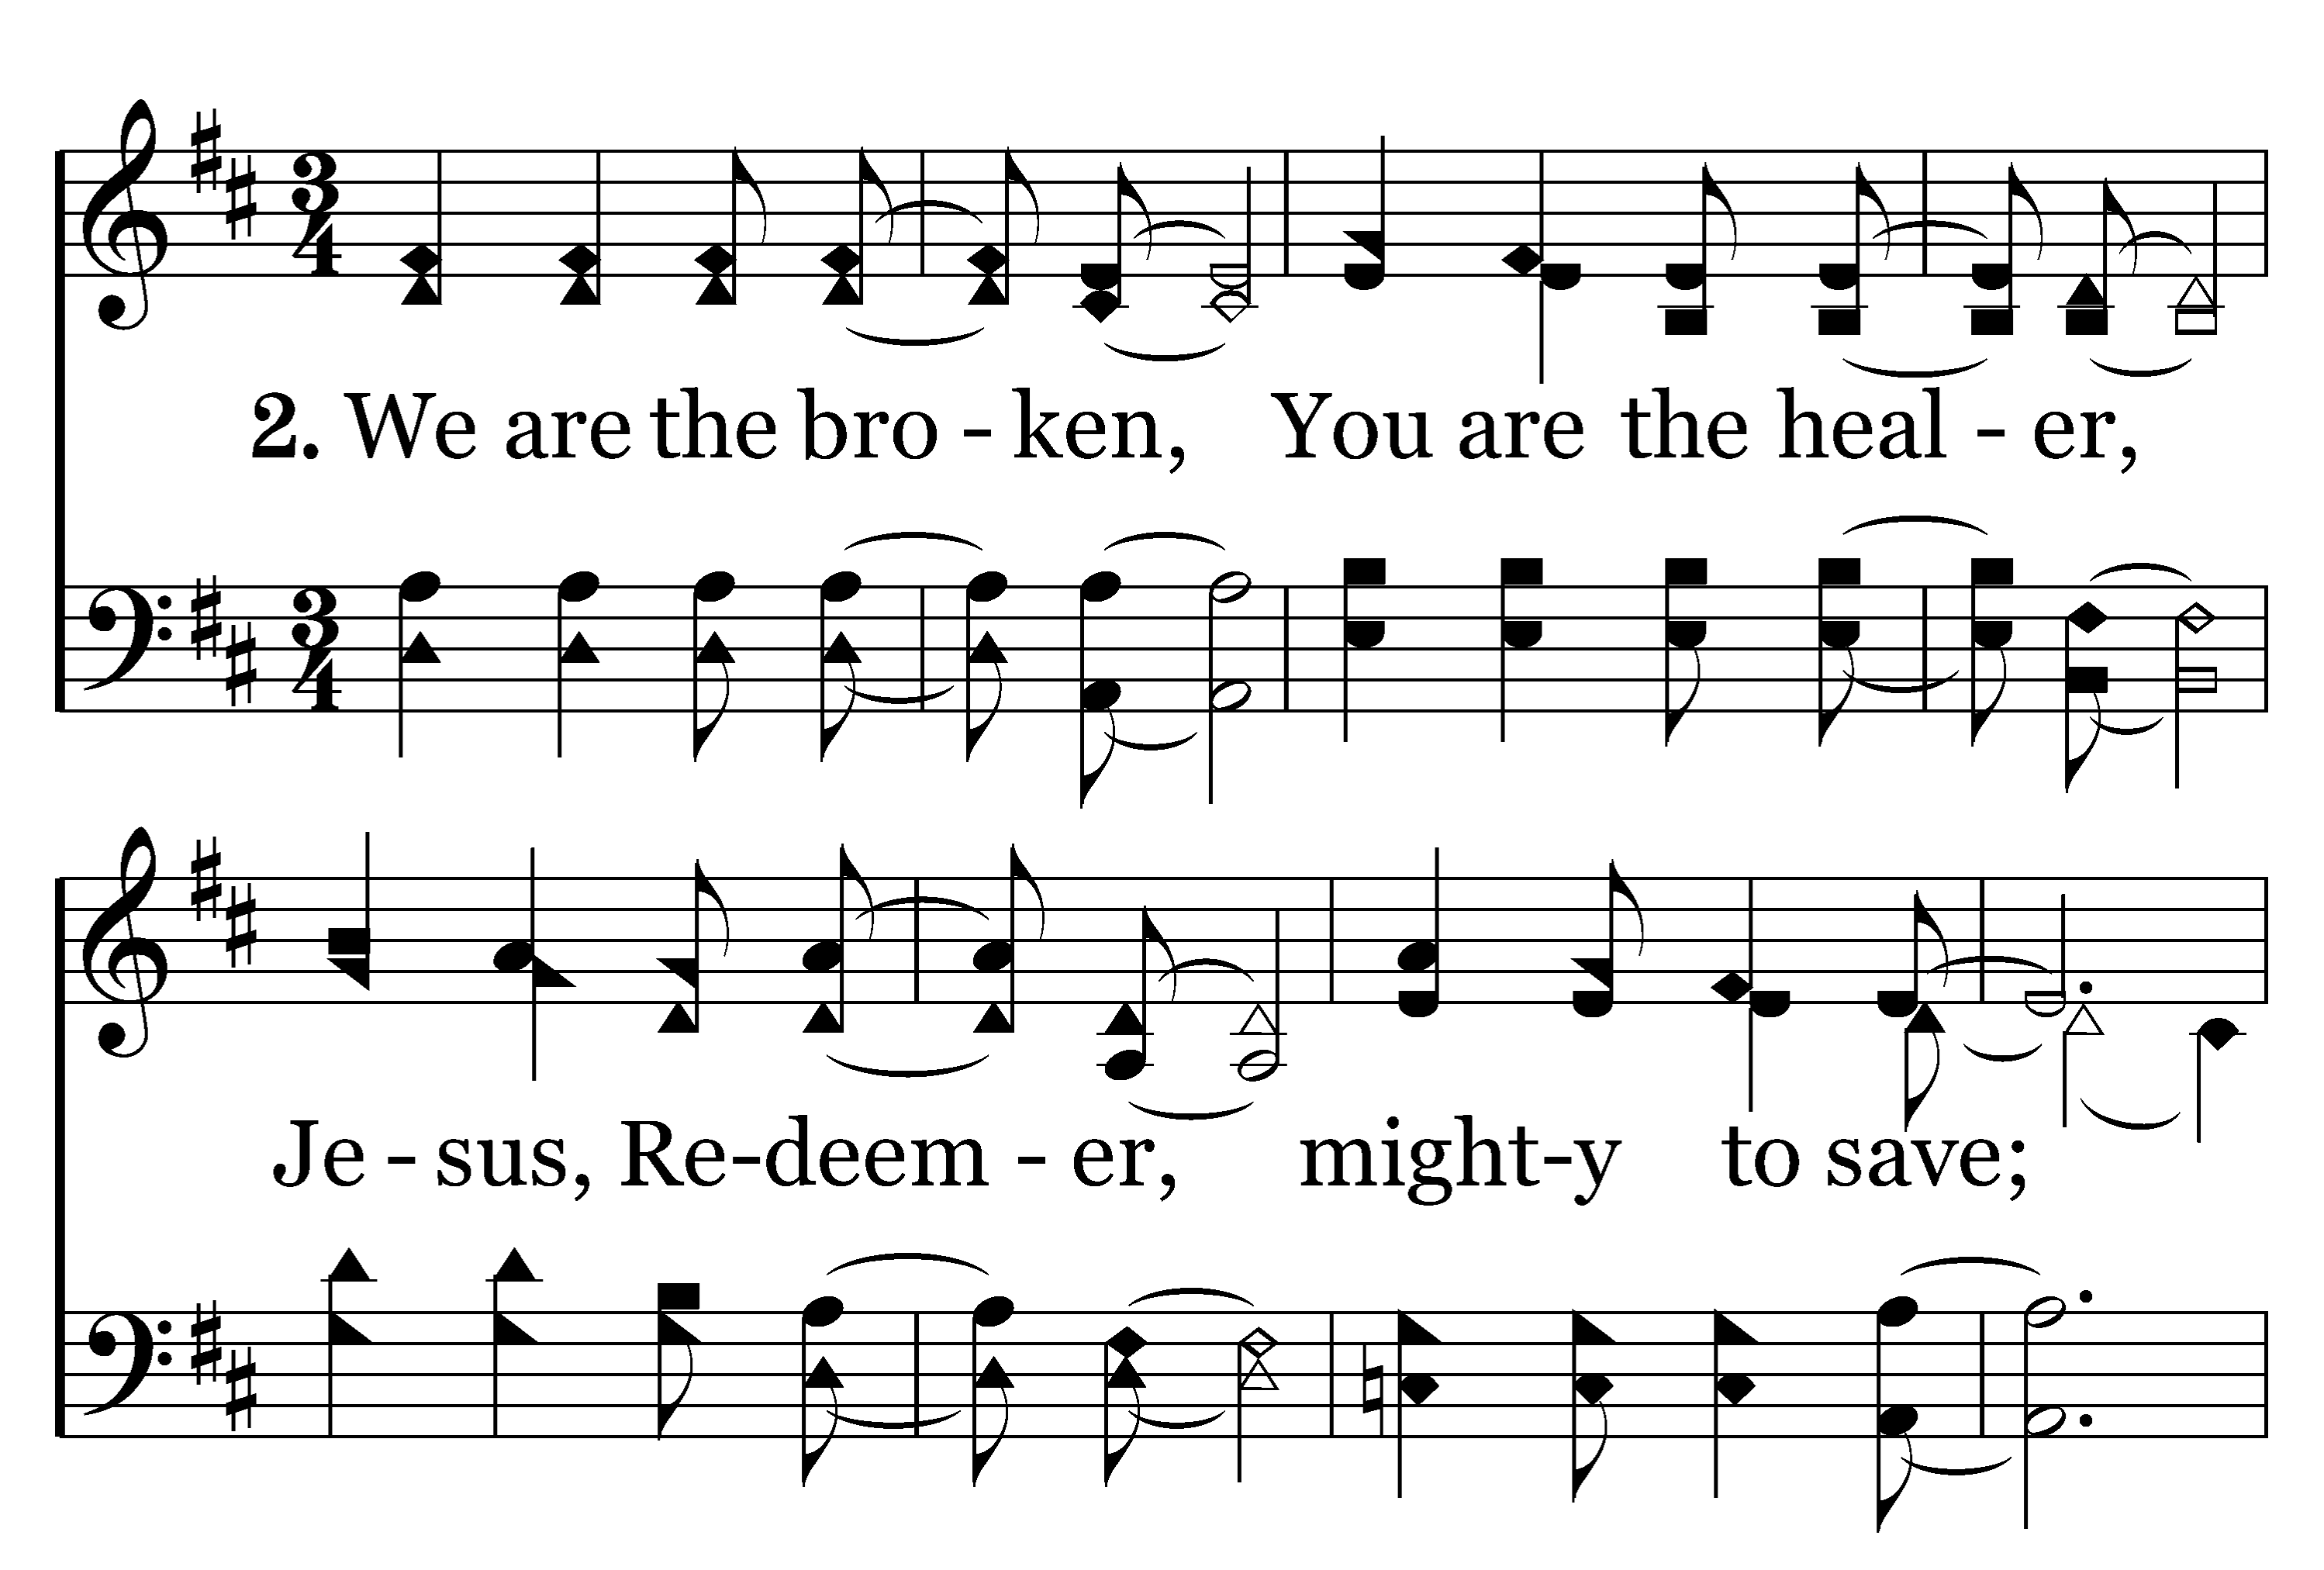 2. We are the bro - ken, You are the heal - er,
Je - sus, Re-deem - er, might-y to save;